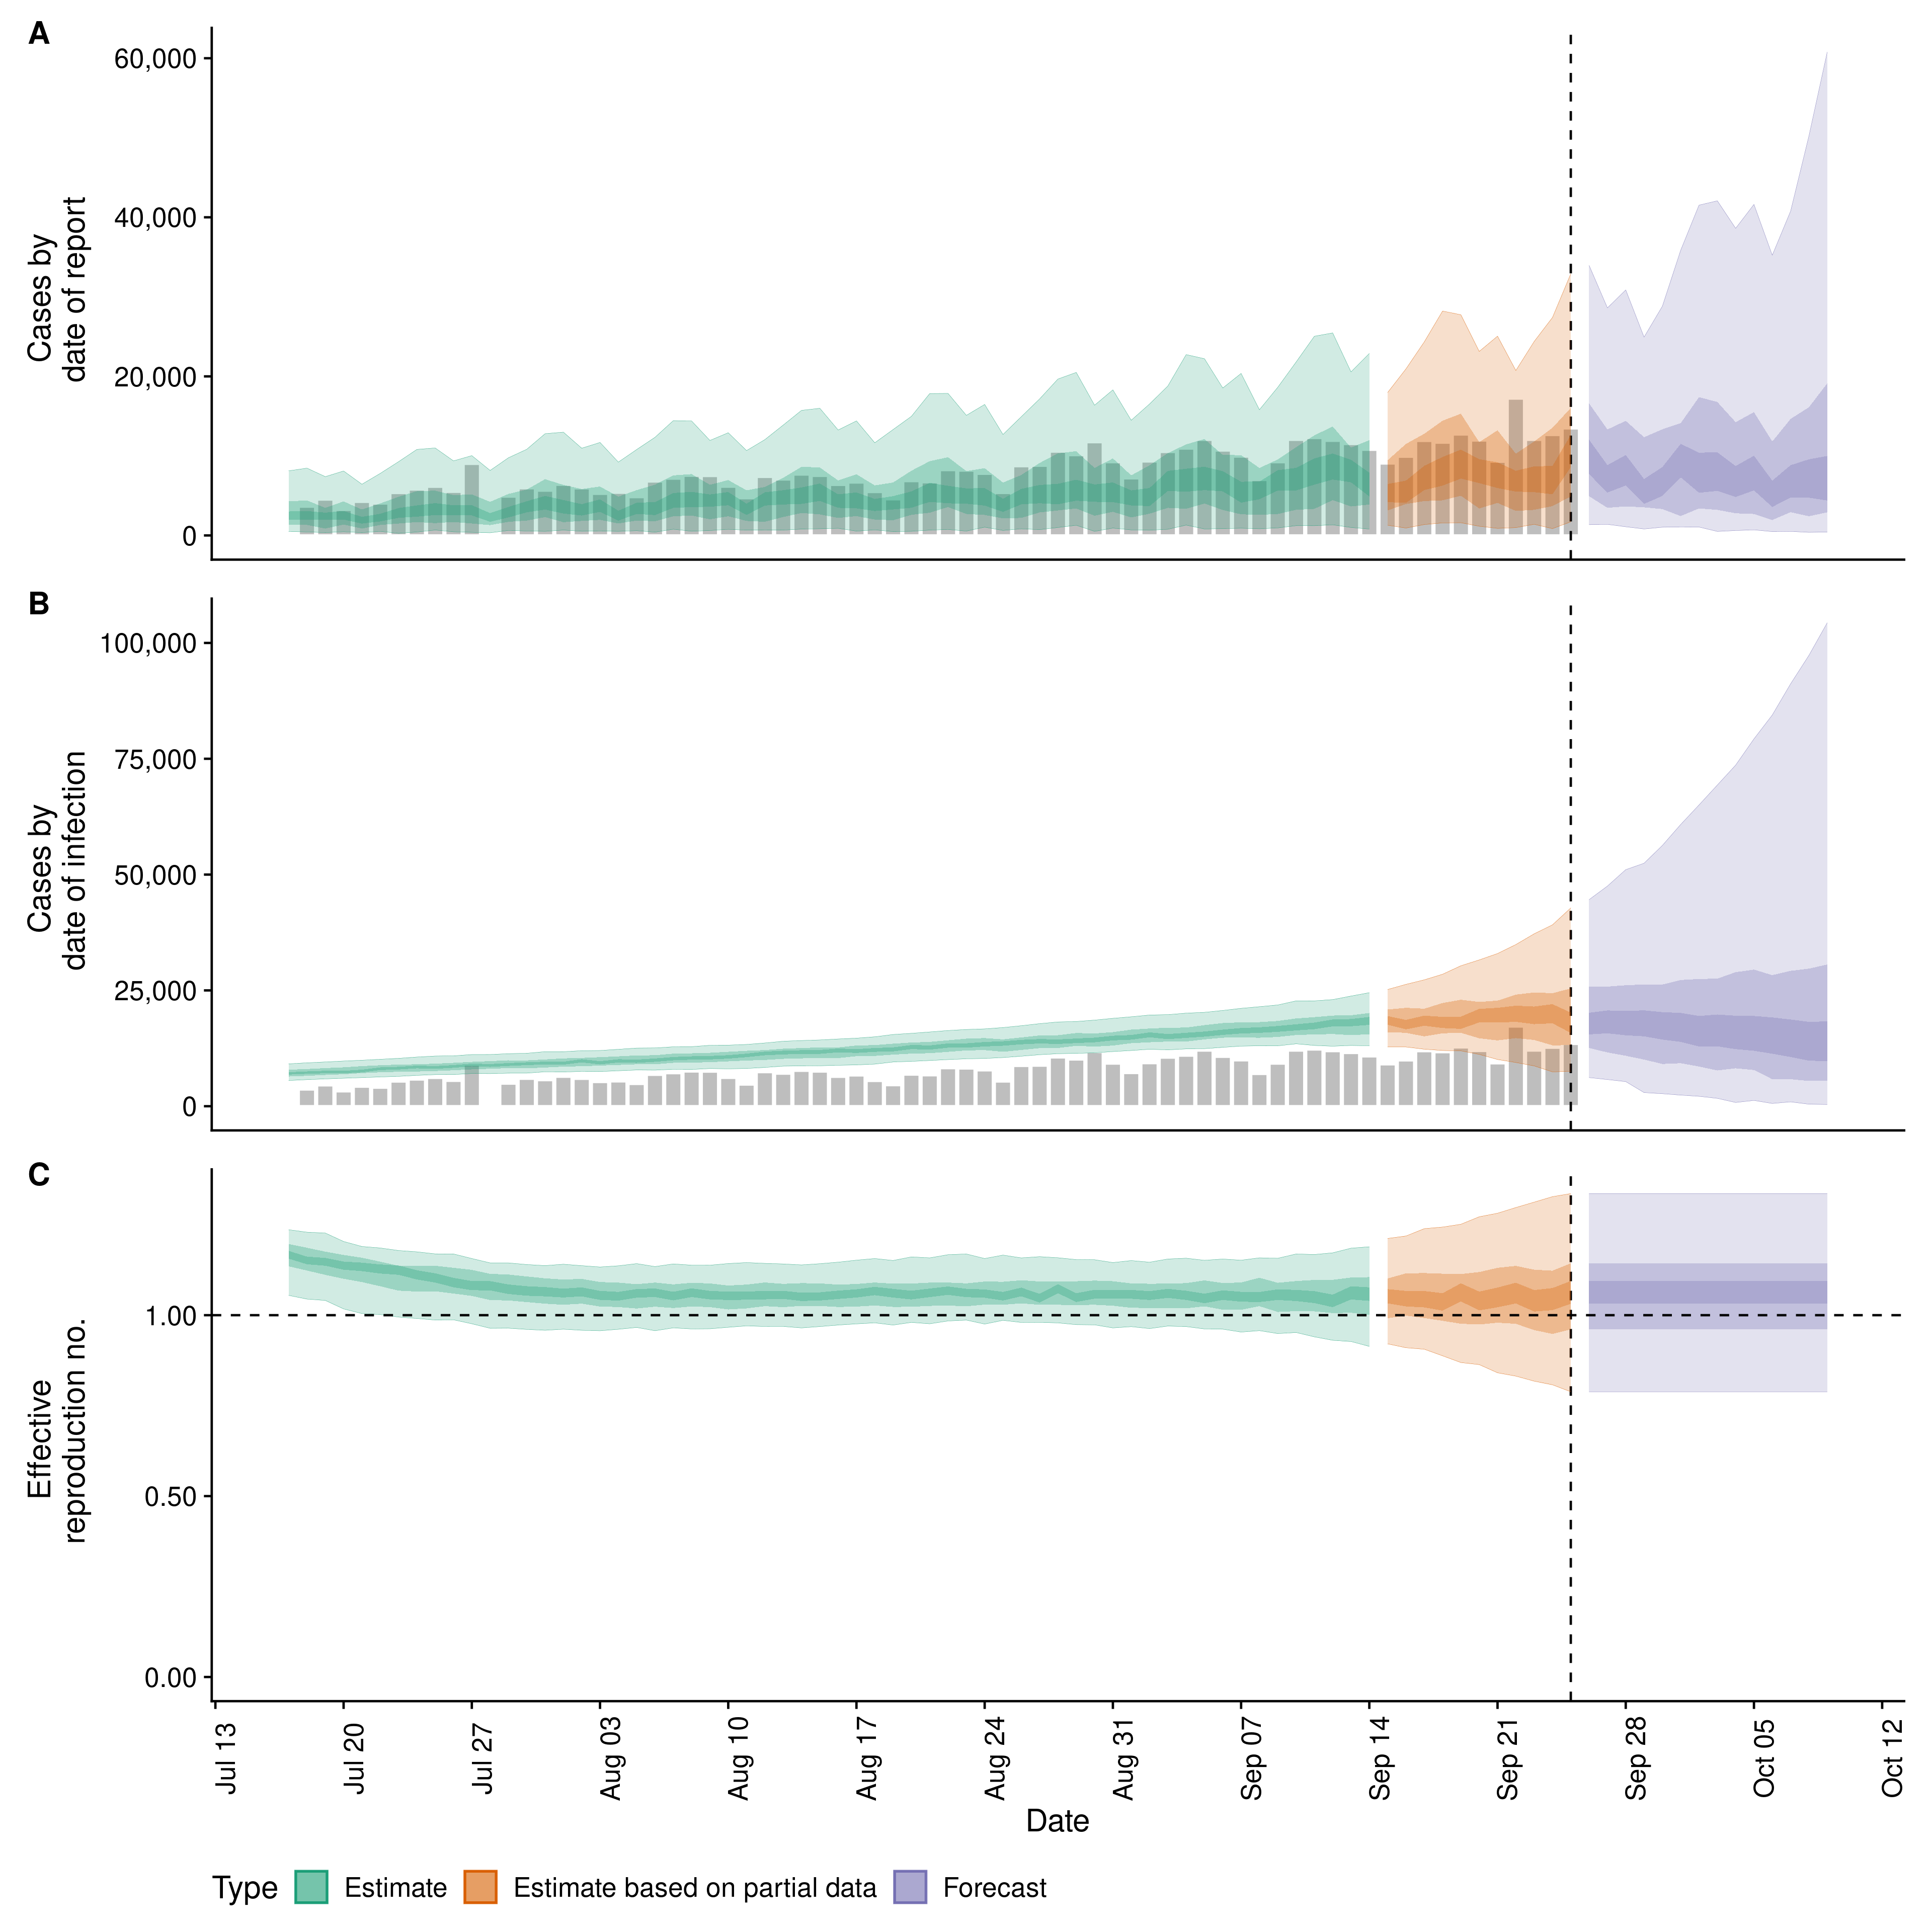 A
60,000
40,000
20,000
0
Cases by
date of report
B
100,000
75,000
50,000
25,000
0
Cases by
date of infection
C
1.00
0.50
0.00
Effective
reproduction no.
Jul 13
Jul 20
Jul 27
Aug 03
Aug 10
Aug 17
Aug 24
Aug 31
Sep 07
Sep 14
Sep 21
Sep 28
Oct 05
Oct 12
Date
Type Estimate Estimate based on partial data Forecast